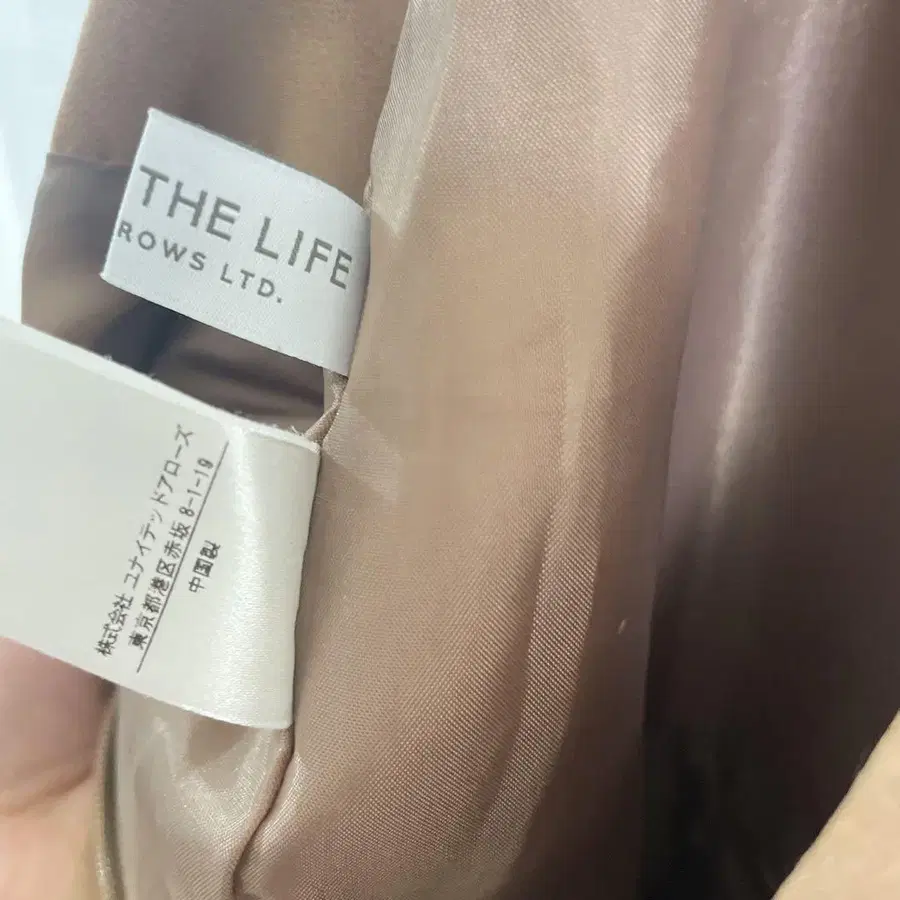 THE LIFE
ROWS LTD.
株式会社 ユナイテッドアローズ
東京都港区赤坂 8-1-19
中国製